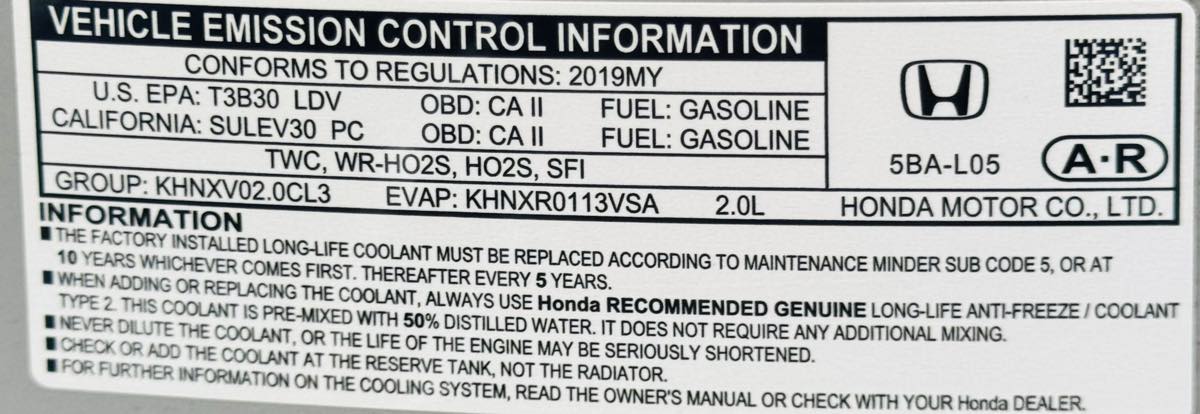 VEHICLE EMISSION CONTROL INFORMATION
CONFORMS TO REGULATIONS: 2019MY
U.S. EPA: T3B30 LDV OBD: CA II FUEL: GASOLINE
CALIFORNIA: SULEV30 PC OBD: CA II FUEL: GASOLINE
TWC, WR-HO2S, HO2S, SFI
5BA-L05 A·R
GROUP: KHNXV02.0CL3 EVAP: KHNXR0113VSA 2.0L HONDA MOTOR CO., LTD.
INFORMATION
■ THE FACTORY INSTALLED LONG-LIFE COOLANT MUST BE REPLACED ACCORDING TO MAINTENANCE MINDER SUB CODE 5, OR AT
10 YEARS WHICHEVER COMES FIRST. THEREAFTER EVERY 5 YEARS.
■ WHEN ADDING OR REPLACING THE COOLANT, ALWAYS USE Honda RECOMMENDED GENUINE LONG-LIFE ANTI-FREEZE / COOLANT
TYPE 2. THIS COOLANT IS PRE-MIXED WITH 50% DISTILLED WATER. IT DOES NOT REQUIRE ANY ADDITIONAL MIXING.
■ NEVER DILUTE THE COOLANT, OR THE LIFE OF THE ENGINE MAY BE SERIOUSLY SHORTENED.
■ CHECK OR ADD THE COOLANT AT THE RESERVE TANK, NOT THE RADIATOR.
■ FOR FURTHER INFORMATION ON THE COOLING SYSTEM, READ THE OWNER'S MANUAL OR CHECK WITH YOUR Honda DEALER.